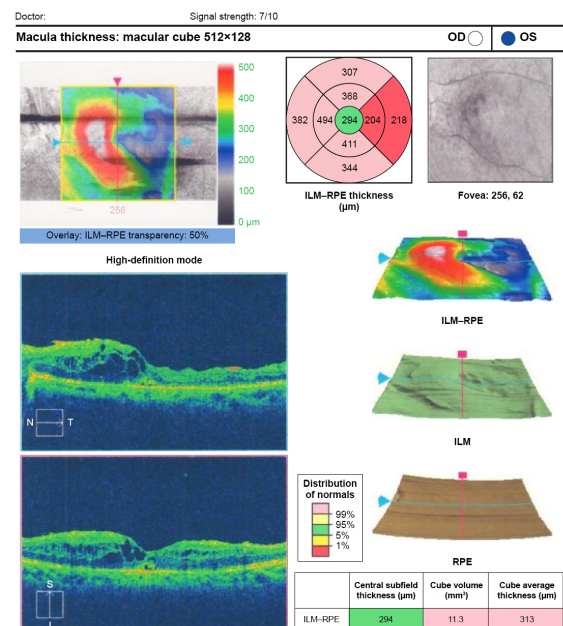 Doctor: Signal strength: 7/10
Macula thickness: macular cube 512×128 OD OS
500
400
300
200
100
0 µm
256
Overlay: ILM–RPE transparency: 50%
307
368
382 494 294 204 218
411
344
ILM–RPE thickness
(µm)
Fovea: 256, 62
High-definition mode
ILM–RPE
N T
ILM
S
Distribution
of normals
99%
95%
5%
1%
RPE
Central subfield
thickness (µm)
Cube volume
(mm³)
Cube average
thickness (µm)
ILM–RPE 294 11.3 313